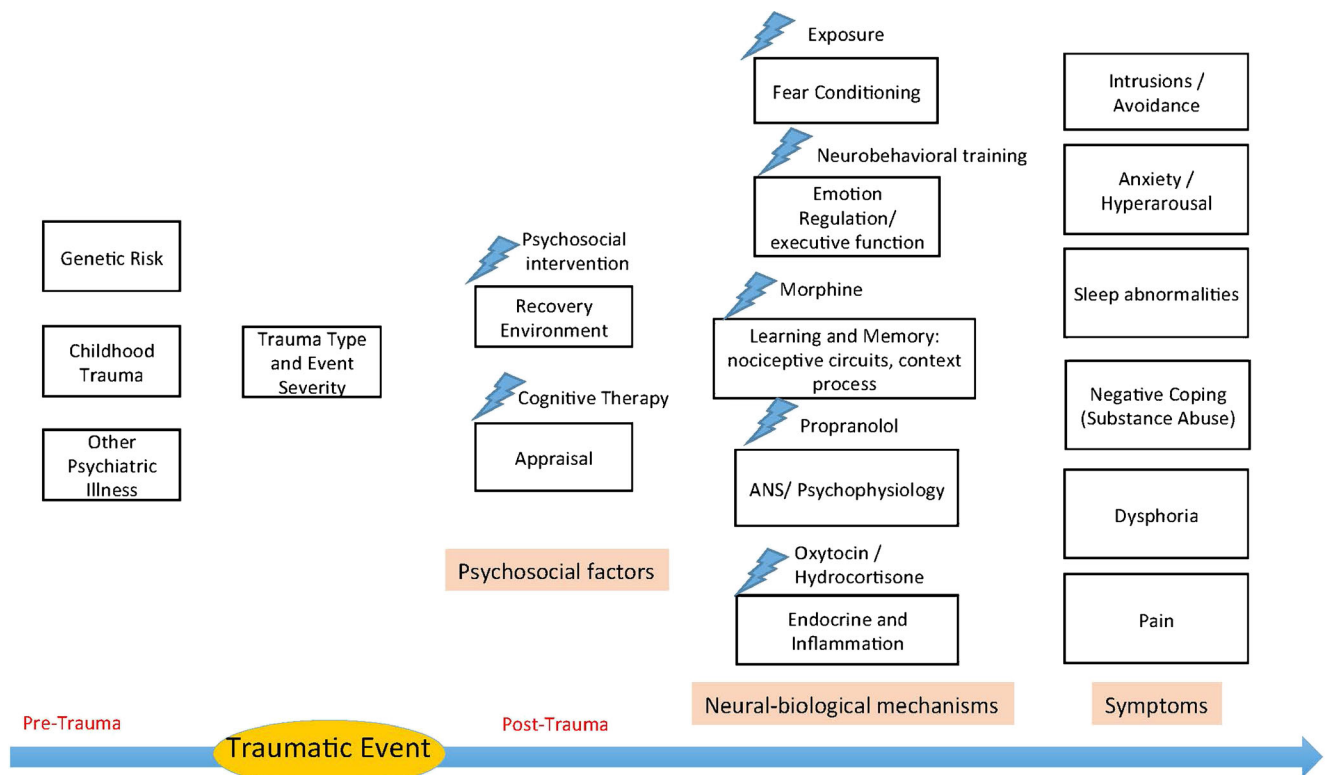 Genetic Risk
Childhood
Trauma
Other
Psychiatric
Illness
Trauma Type
and Event
Severity
Psychosocial
intervention
Recovery
Environment
Cognitive Therapy
Appraisal
Psychosocial factors
Exposure
Fear Conditioning
Neurobehavioral training
Emotion
Regulation/
executive function
Morphine
Learning and Memory:
nociceptive circuits, context
process
Propranolol
ANS/ Psychophysiology
Oxytocin /
Hydrocortisone
Endocrine and
Inflammation
Neural-biological mechanisms
Intrusions /
Avoidance
Anxiety /
Hyperarousal
Sleep abnormalities
Negative Coping
(Substance Abuse)
Dysphoria
Pain
Symptoms
Pre-Trauma
Traumatic Event
Post-Trauma